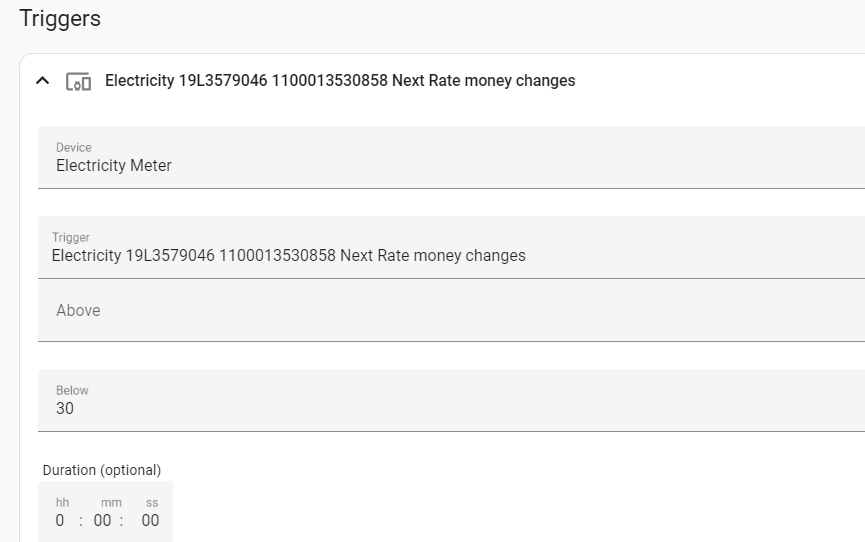 Triggers
Electricity 19L3579046 1100013530858 Next Rate money changes
Device
Electricity Meter
Trigger
Electricity 19L3579046 1100013530858 Next Rate money changes
Above
Below
30
Duration (optional)
hh mm ss
0 : 00 : 00